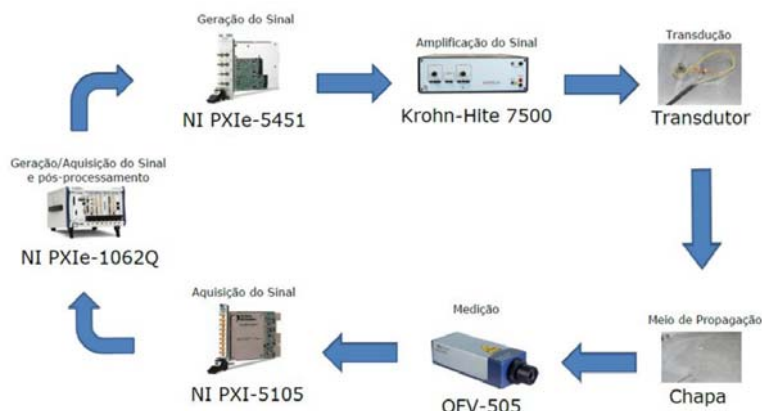 Geração do Sinal
NI PXIe-5451
Amplificação do Sinal
Krohn-Hite 7500
Transdução
Transdutor
Meio de Propagação
Chapa
Medição
OFV-505
Aquisição do Sinal
NI PXI-5105
Geração/Aquisição do Sinal
e pós-processamento
NI PXIe-1062Q